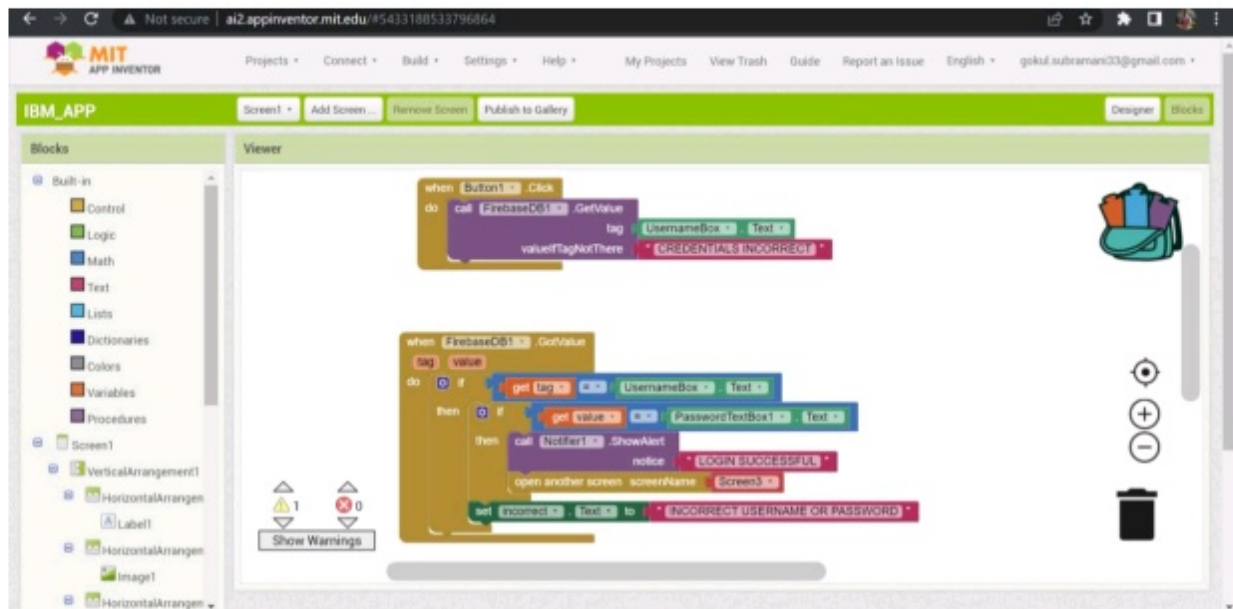 Not secure | ai2.appinventor.mit.edu/#5433188533796864
MIT
APP INVENTOR
Projects Connect Build Settings Help My Projects View Trash Guide Report an Issue English gokul.subramani33@gmail.com
IBM_APP Screen1 Add Screen ... Remove Screen Publish to Gallery Designer Blocks
Blocks Viewer
Built-in
Control
Logic
Math
Text
Lists
Dictionaries
Colors
Variables
Procedures
Screen1
VerticalArrangement1
HorizontalArrangen
Label1
HorizontalArrangen
Image1
HorizontalArrangen
when Button1 .Click
do call FirebaseDB1 .GetValue
tag UsernameBox . Text
valueIfTagNotThere " CREDENTIALS INCORRECT "
when FirebaseDB1 .GotValue
tag value
do if get tag = UsernameBox . Text
then if get value = PasswordTextBox1 . Text
then call Notifier1 .ShowAlert
notice " LOGIN SUCCESSFUL "
open another screen screenName Screen3
set incorrect . Text to " INCORRECT USERNAME OR PASSWORD "
1 0
Show Warnings